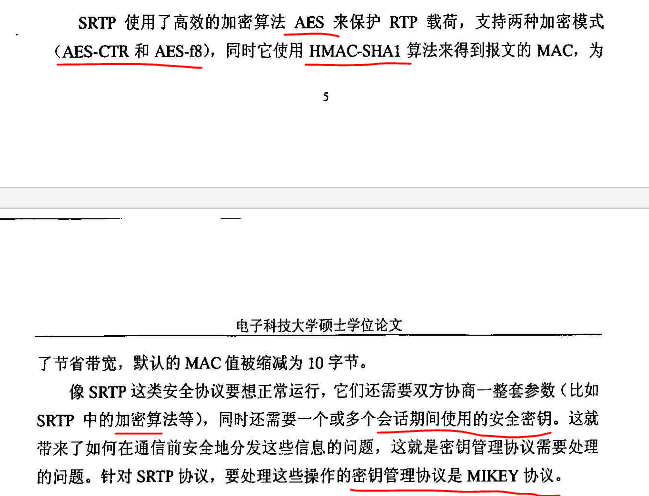 SRTP 使用了高效的加密算法 AES 来保护 RTP 载荷，支持两种加密模式
（AES-CTR 和 AES-f8），同时它使用 HMAC-SHA1 算法来得到报文的 MAC，为
5
电子科技大学硕士学位论文
了节省带宽，默认的 MAC 值被缩减为 10 字节。
像 SRTP 这类安全协议要想正常运行，它们还需要双方协商一整套参数（比如
SRTP 中的加密算法等），同时还需要一个或多个会话期间使用的安全密钥。这就
带来了如何在通信前安全地分发这些信息的问题，这就是密钥管理协议需要处理
的问题。针对 SRTP 协议，要处理这些操作的密钥管理协议是 MIKEY 协议。